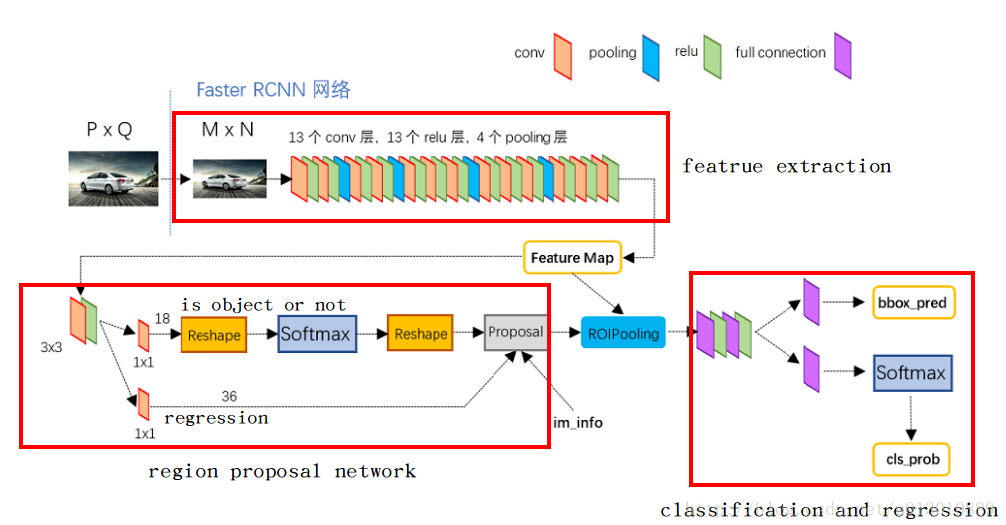 conv pooling relu full connection
Faster RCNN 网络
P x Q
M x N
13 个 conv 层，13 个 relu 层，4 个 pooling 层
featrue extraction
Feature Map
is object or not
18
Reshape
Softmax
Reshape
Proposal
ROIPooling
bbox_pred
3x3
1x1
Softmax
36
regression
1x1
im_info
cls_prob
region proposal network
classification and regression